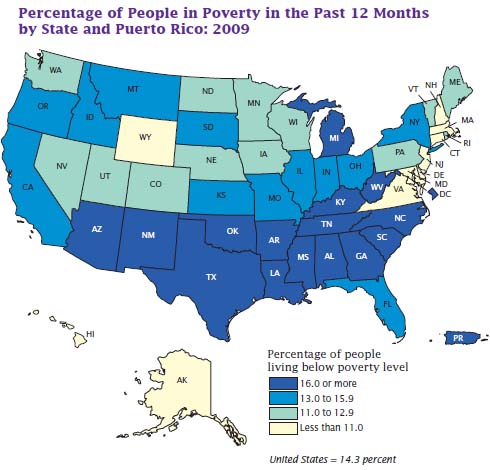 Percentage of People in Poverty in the Past 12 Months
by State and Puerto Rico: 2009
WA
MT
ND
MN
VT
NH
ME
OR
ID
SD
WI
MI
NY
MA
RI
CT
WY
IA
PA
NJ
DE
MD
DC
NV
UT
NE
IL
IN
OH
WV
VA
CA
CO
KS
MO
KY
NC
AZ
NM
OK
AR
TN
SC
TX
LA
MS
AL
GA
FL
HI
AK
PR
Percentage of people
living below poverty level
16.0 or more
13.0 to 15.9
11.0 to 12.9
Less than 11.0
United States = 14.3 percent